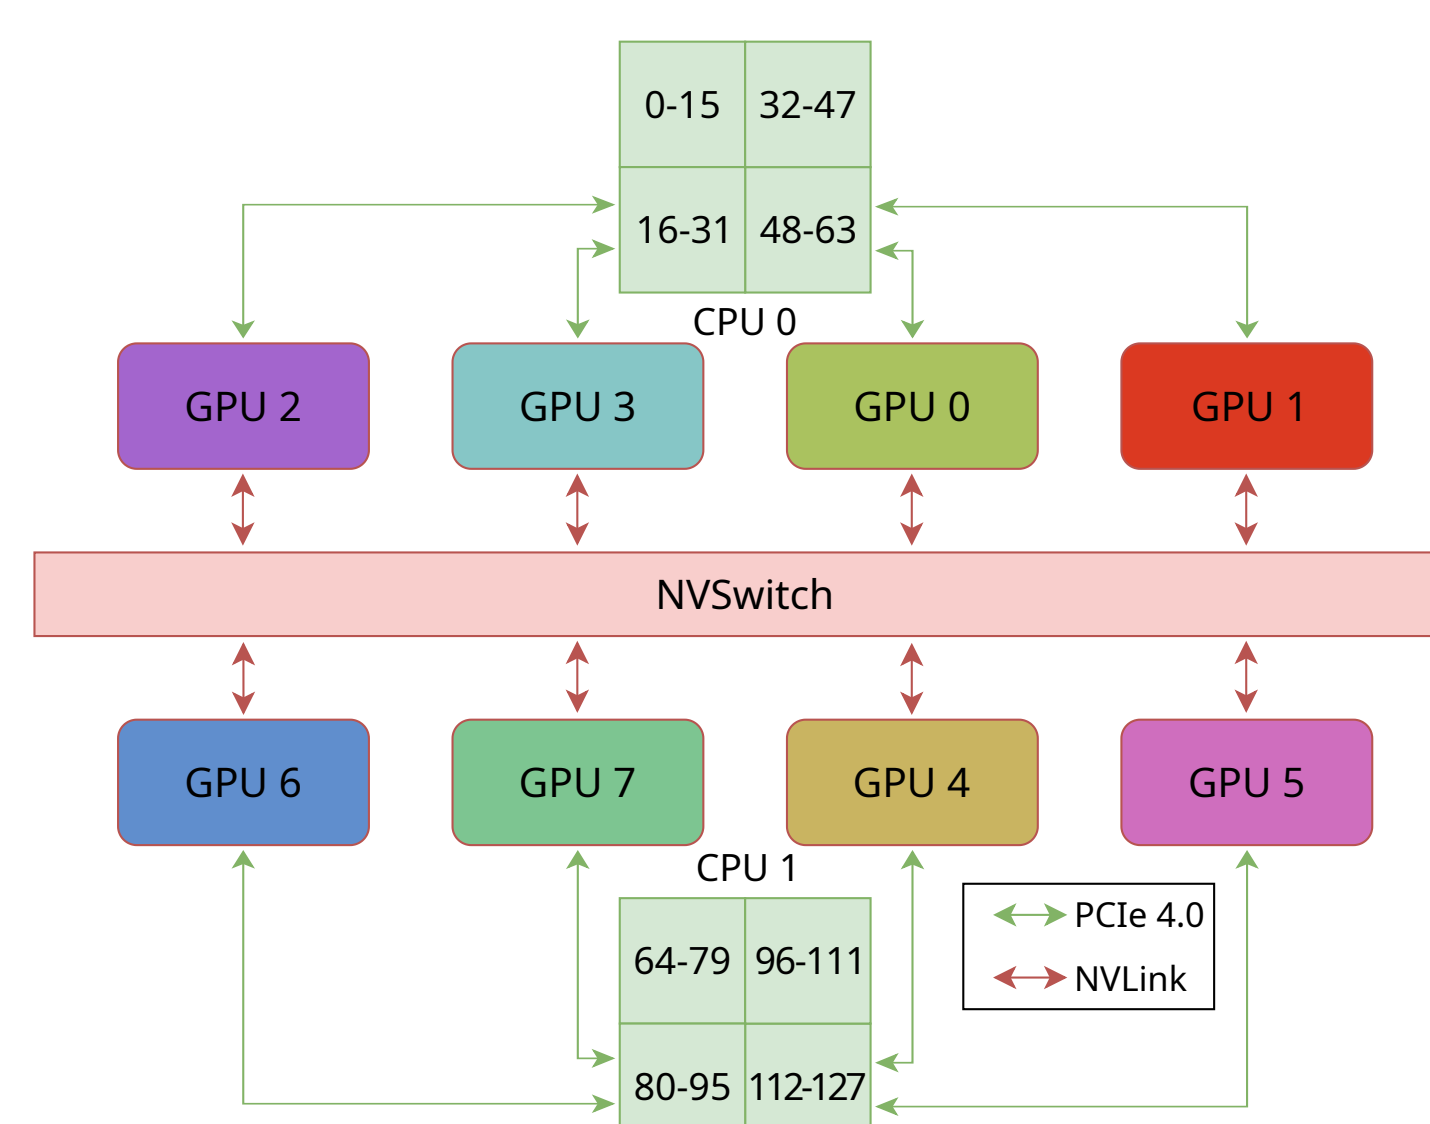 0-15 32-47
16-31 48-63
CPU 0
GPU 2 GPU 3 GPU 0 GPU 1
NVSwitch
GPU 6 GPU 7 GPU 4 GPU 5
CPU 1
64-79 96-111
80-95 112-127
PCIe 4.0
NVLink